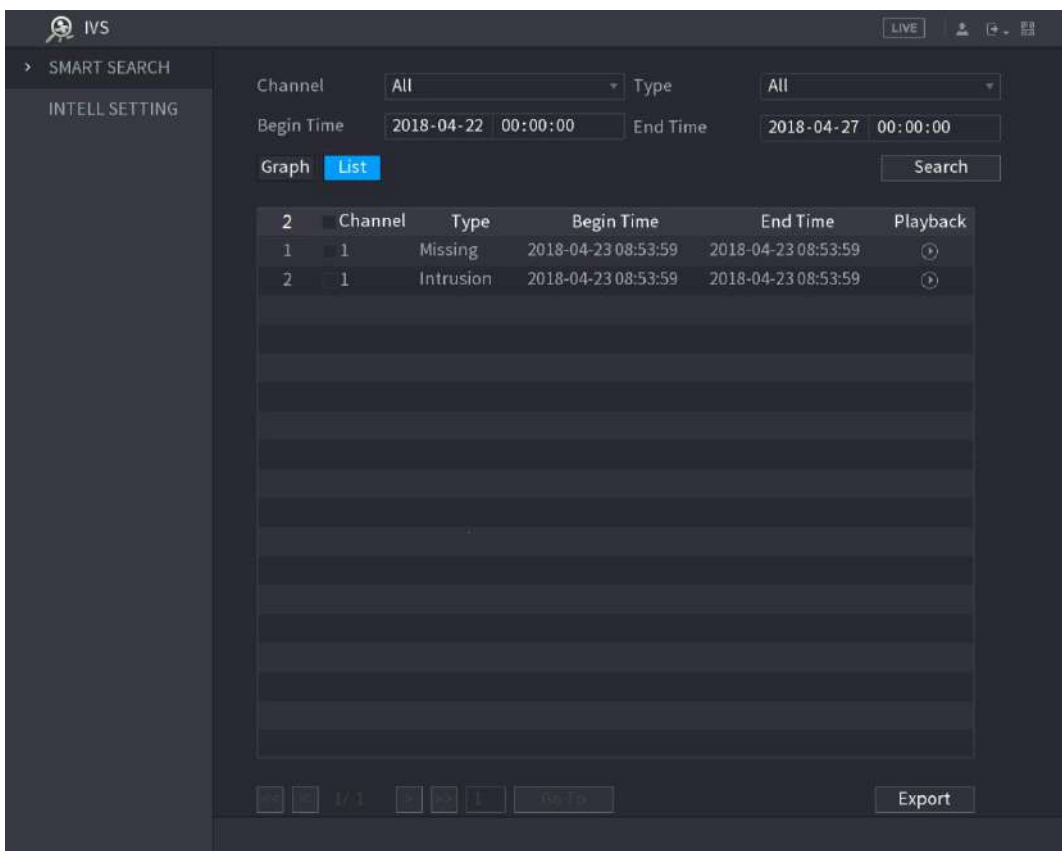 IVS LIVE
SMART SEARCH
INTELL SETTING
Channel All Type All
Begin Time 2018-04-22 00:00:00 End Time 2018-04-27 00:00:00
Graph List Search
2 Channel Type Begin Time End Time Playback
1 1 Missing 2018-04-23 08:53:59 2018-04-23 08:53:59
2 1 Intrusion 2018-04-23 08:53:59 2018-04-23 08:53:59
<< < 1/1 > >> 1 Go To Export